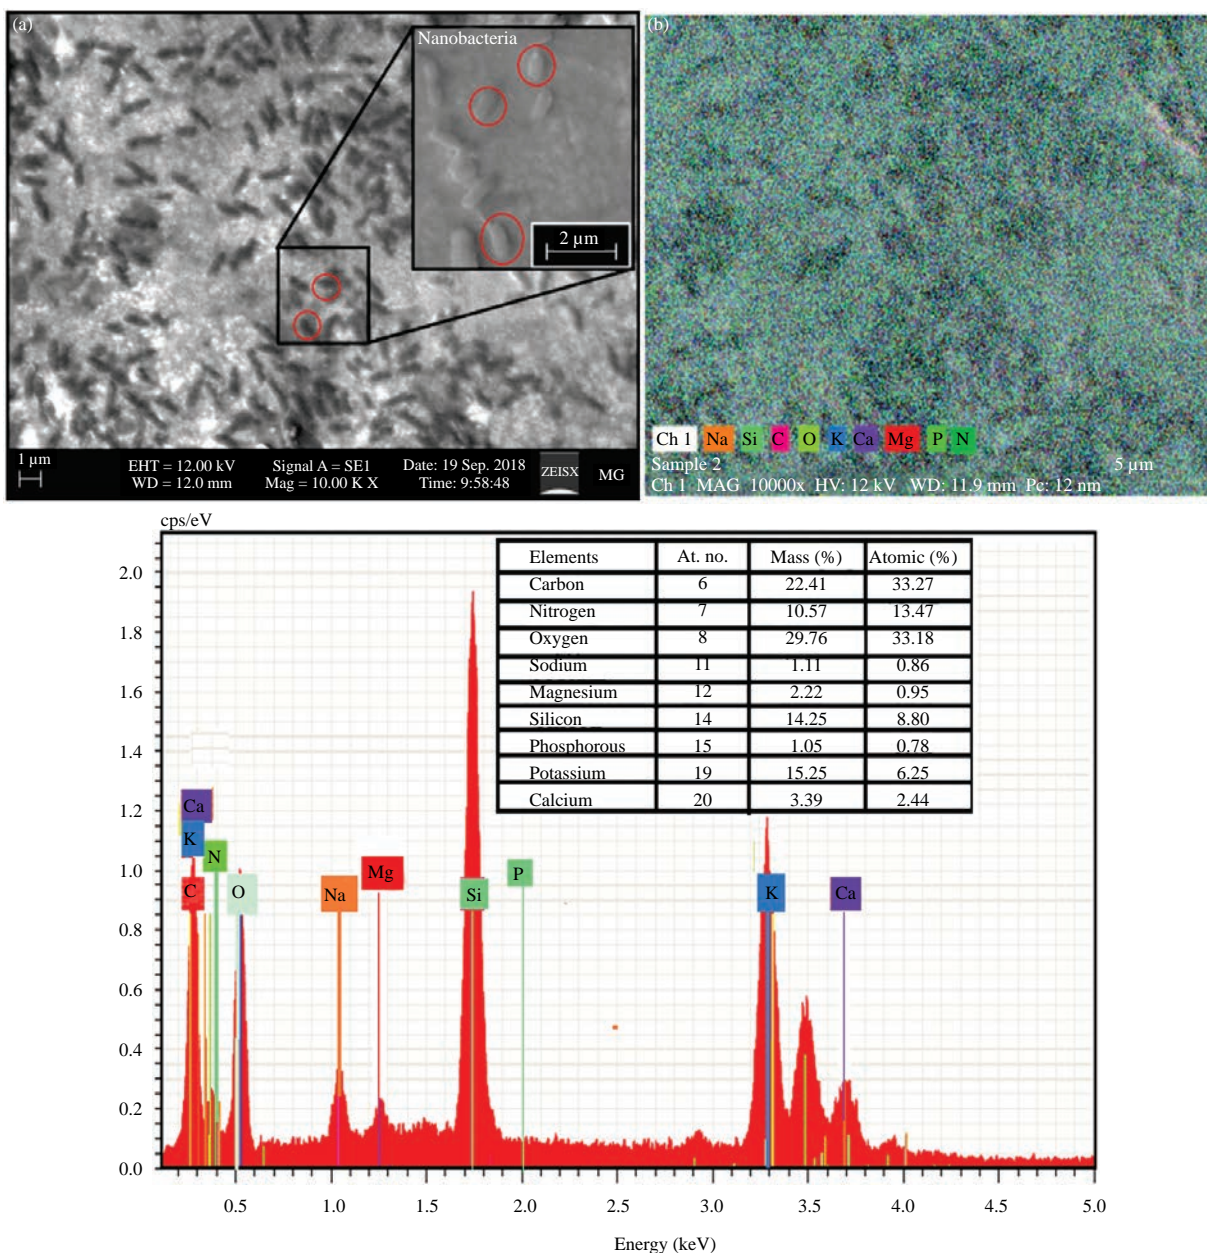 (a)
Nanobacteria
2 µm
1 µm
EHT = 12.00 kV Signal A = SE1 Date: 19 Sep. 2018 ZEISX MG
WD = 12.0 mm Mag = 10.00 K X Time: 9:58:48
(b)
Ch 1 Na Si C O K Ca Mg P N
Sample 2 5 µm
Ch 1 MAG 10000x HV: 12 kV WD: 11.9 mm Pc: 12 nm
cps/eV
Elements At. no. Mass (%) Atomic (%)
Carbon 6 22.41 33.27
Nitrogen 7 10.57 13.47
Oxygen 8 29.76 33.18
Sodium 11 1.11 0.86
Magnesium 12 2.22 0.95
Silicon 14 14.25 8.80
Phosphorous 15 1.05 0.78
Potassium 19 15.25 6.25
Calcium 20 3.39 2.44
2.0
1.8
1.6
1.4
1.2
1.0
0.8
0.6
0.4
0.2
0.0
Ca
K
N
C O Na Mg Si P K Ca
0.5 1.0 1.5 2.0 2.5 3.0 3.5 4.0 4.5 5.0
Energy (keV)